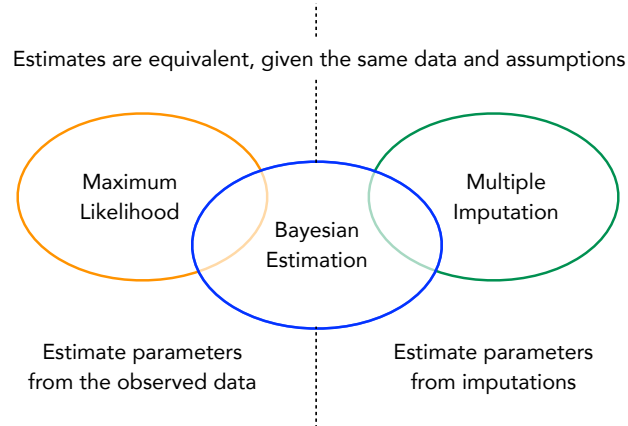 Estimates are equivalent, given the same data and assumptions
Maximum
Likelihood
Bayesian
Estimation
Multiple
Imputation
Estimate parameters
from the observed data
Estimate parameters
from imputations